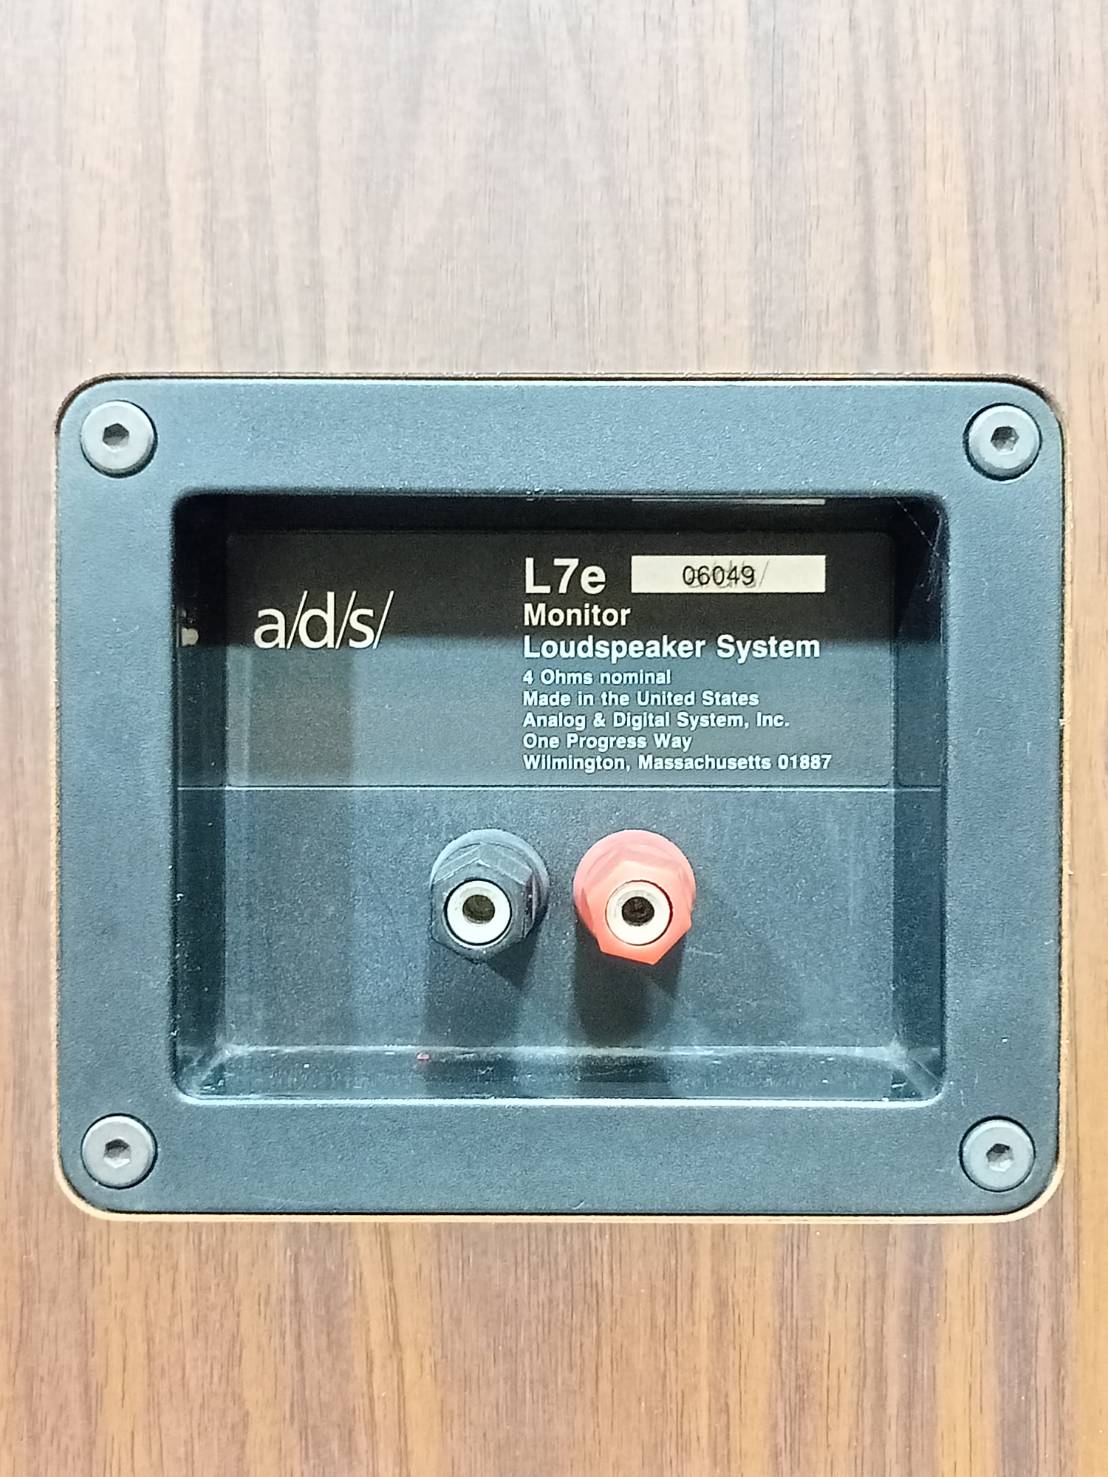 a/d/s/
L7e 06049
Monitor
Loudspeaker System
4 Ohms nominal
Made in the United States
Analog & Digital System, Inc.
One Progress Way
Wilmington, Massachusetts 01887